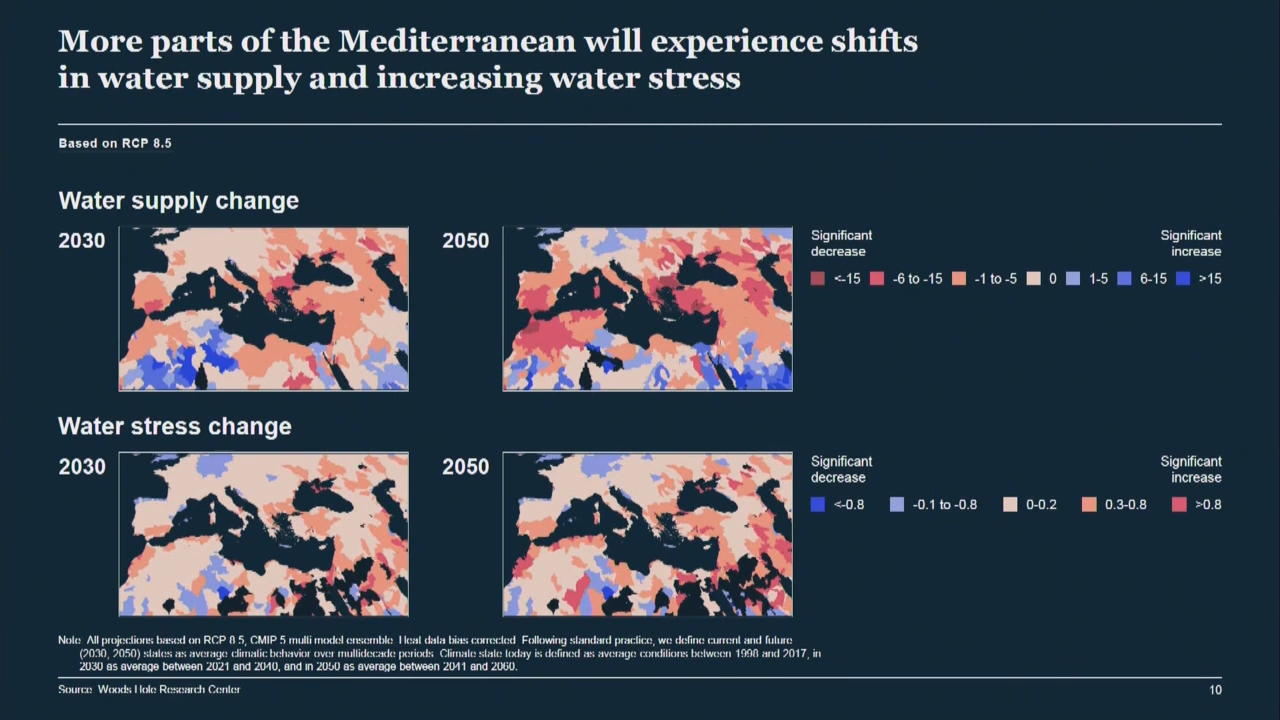 More parts of the Mediterranean will experience shifts
in water supply and increasing water stress
Based on RCP 8.5
Water supply change
2030
2050
Significant
decrease
Significant
increase
<-15
-6 to -15
-1 to -5
0
1-5
6-15
>15
Water stress change
2030
2050
Significant
decrease
Significant
increase
<-0.8
-0.1 to -0.8
0-0.2
0.3-0.8
>0.8
Note: All projections based on RCP 8.5, CMIP 5 multi model ensemble. Heat data bias corrected. Following standard practice, we define current and future
(2030, 2050) states as average climatic behavior over multidecade periods. Climate state today is defined as average conditions between 1998 and 2017, in
2030 as average between 2021 and 2040, and in 2050 as average between 2041 and 2060.
Source: Woods Hole Research Center
10